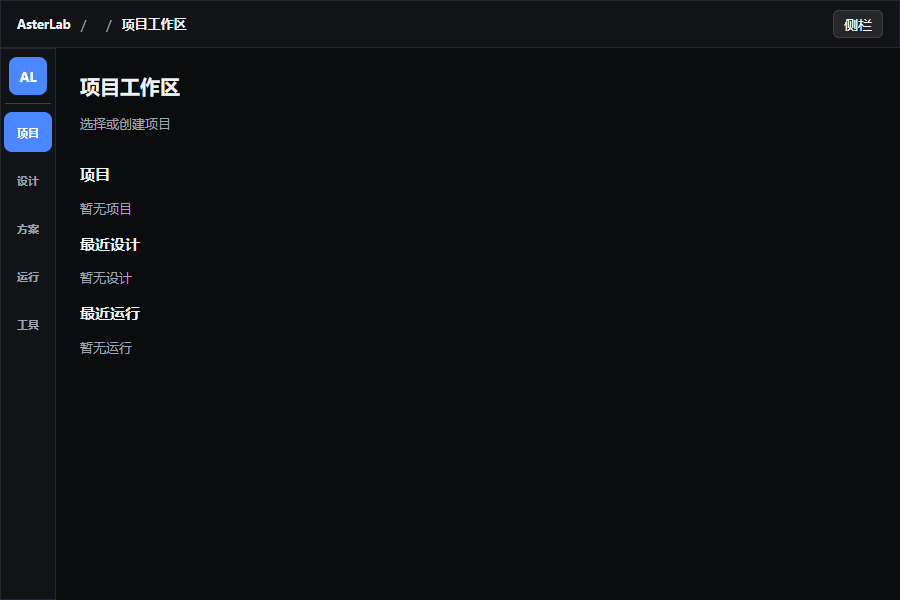 AsterLab / / 项目工作区
侧栏
AL
项目
设计
方案
运行
工具
项目工作区
选择或创建项目
项目
暂无项目
最近设计
暂无设计
最近运行
暂无运行